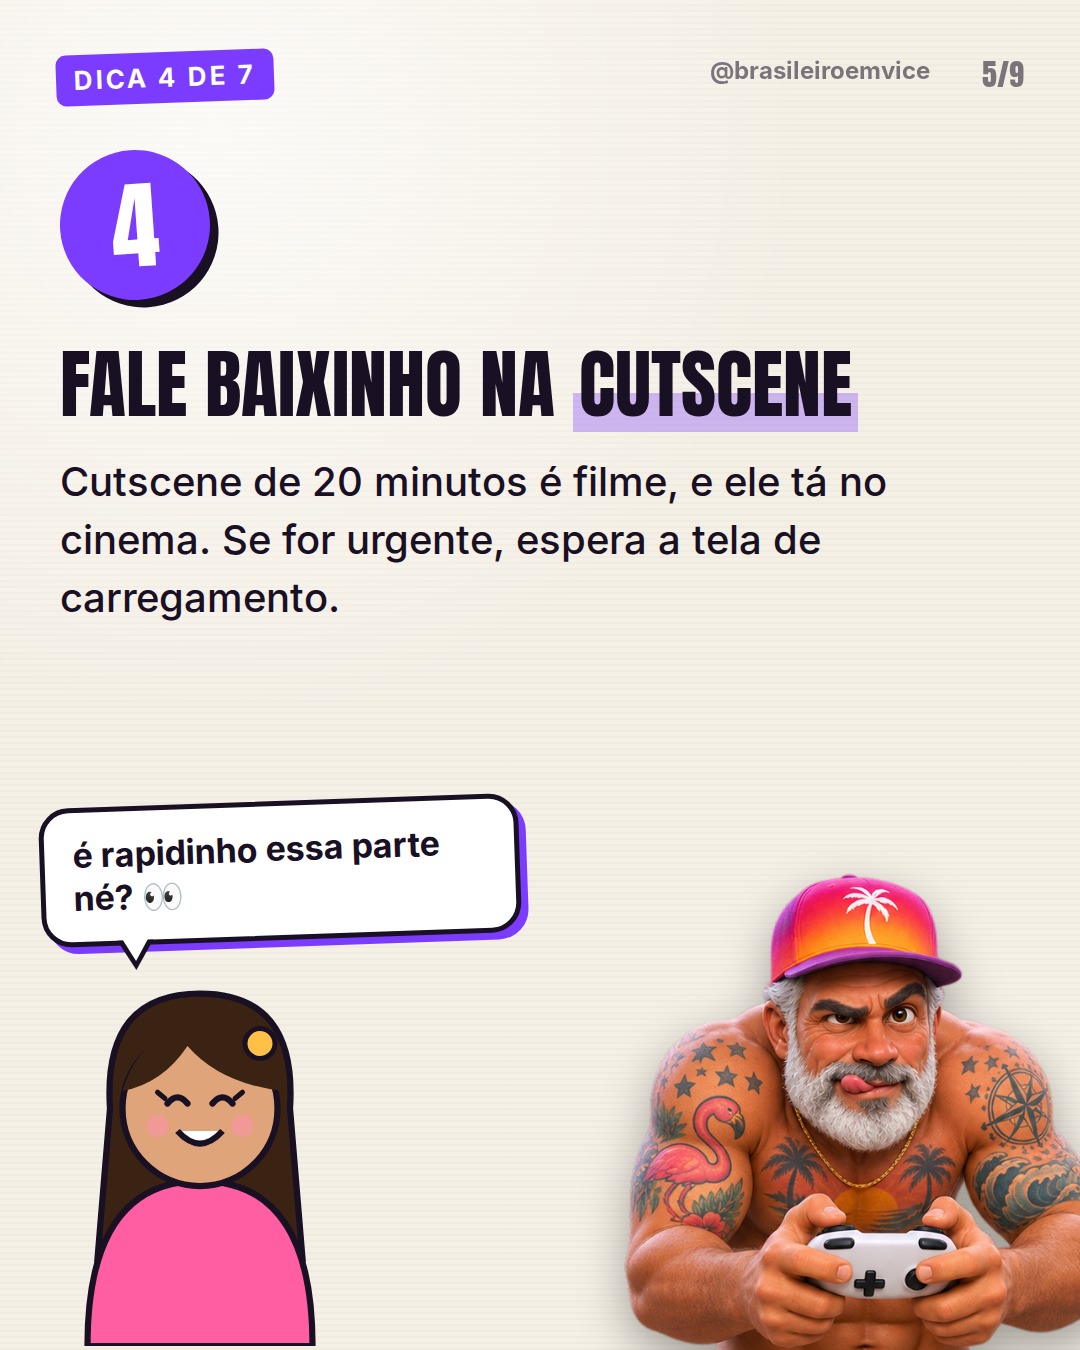 DICA 4 DE 7
@brasileiroemvice
5/9
4
FALE BAIXINHO NA CUTSCENE
Cutscene de 20 minutos é filme, e ele tá no
cinema. Se for urgente, espera a tela de
carregamento.
é rapidinho essa parte
né? 👀